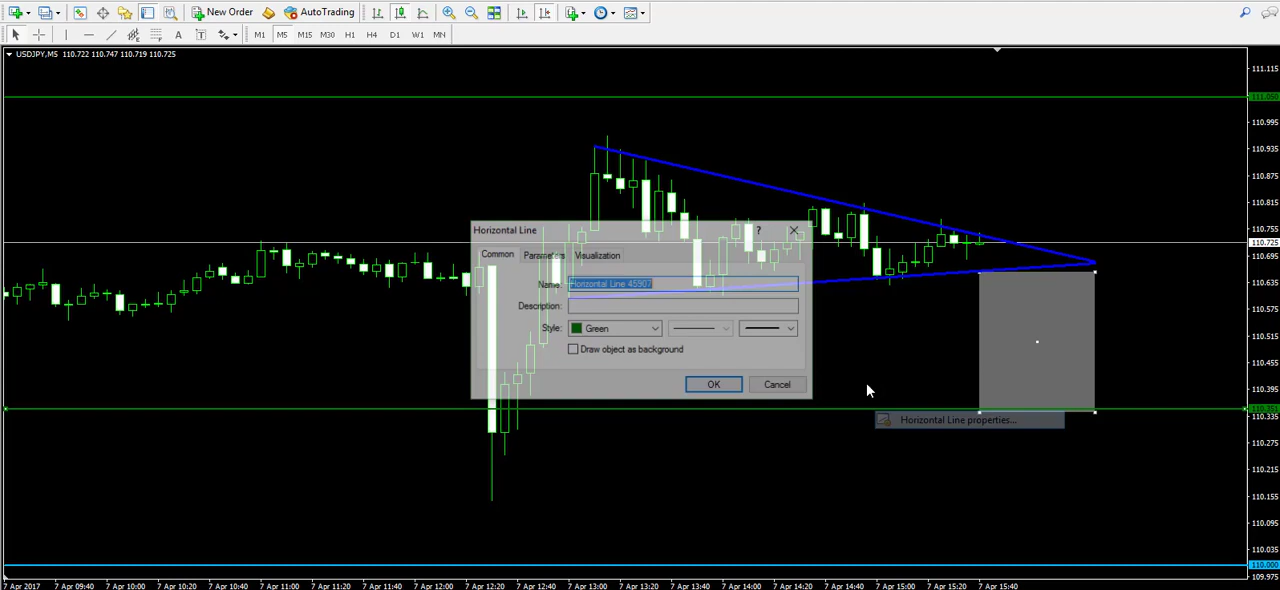 New Order AutoTrading
A T M1 M5 M15 M30 H1 H4 D1 W1 MN
USDJPY,M5 110.722 110.747 110.719 110.725
111.115
111.050
110.995
110.935
110.875
110.815
110.755
110.725
110.695
110.635
110.575
110.515
110.455
110.395
110.351
110.335
110.275
110.215
110.155
110.095
110.035
110.000
109.975
Horizontal Line ?
Common Parameters Visualization
Name: Horizontal Line 45907
Description:
Style: Green
Draw object as background
OK Cancel
Horizontal Line properties...
7 Apr 2017 7 Apr 09:40 7 Apr 10:00 7 Apr 10:20 7 Apr 10:40 7 Apr 11:00 7 Apr 11:20 7 Apr 11:40 7 Apr 12:00 7 Apr 12:20 7 Apr 12:40 7 Apr 13:00 7 Apr 13:20 7 Apr 13:40 7 Apr 14:00 7 Apr 14:20 7 Apr 14:40 7 Apr 15:00 7 Apr 15:20 7 Apr 15:40